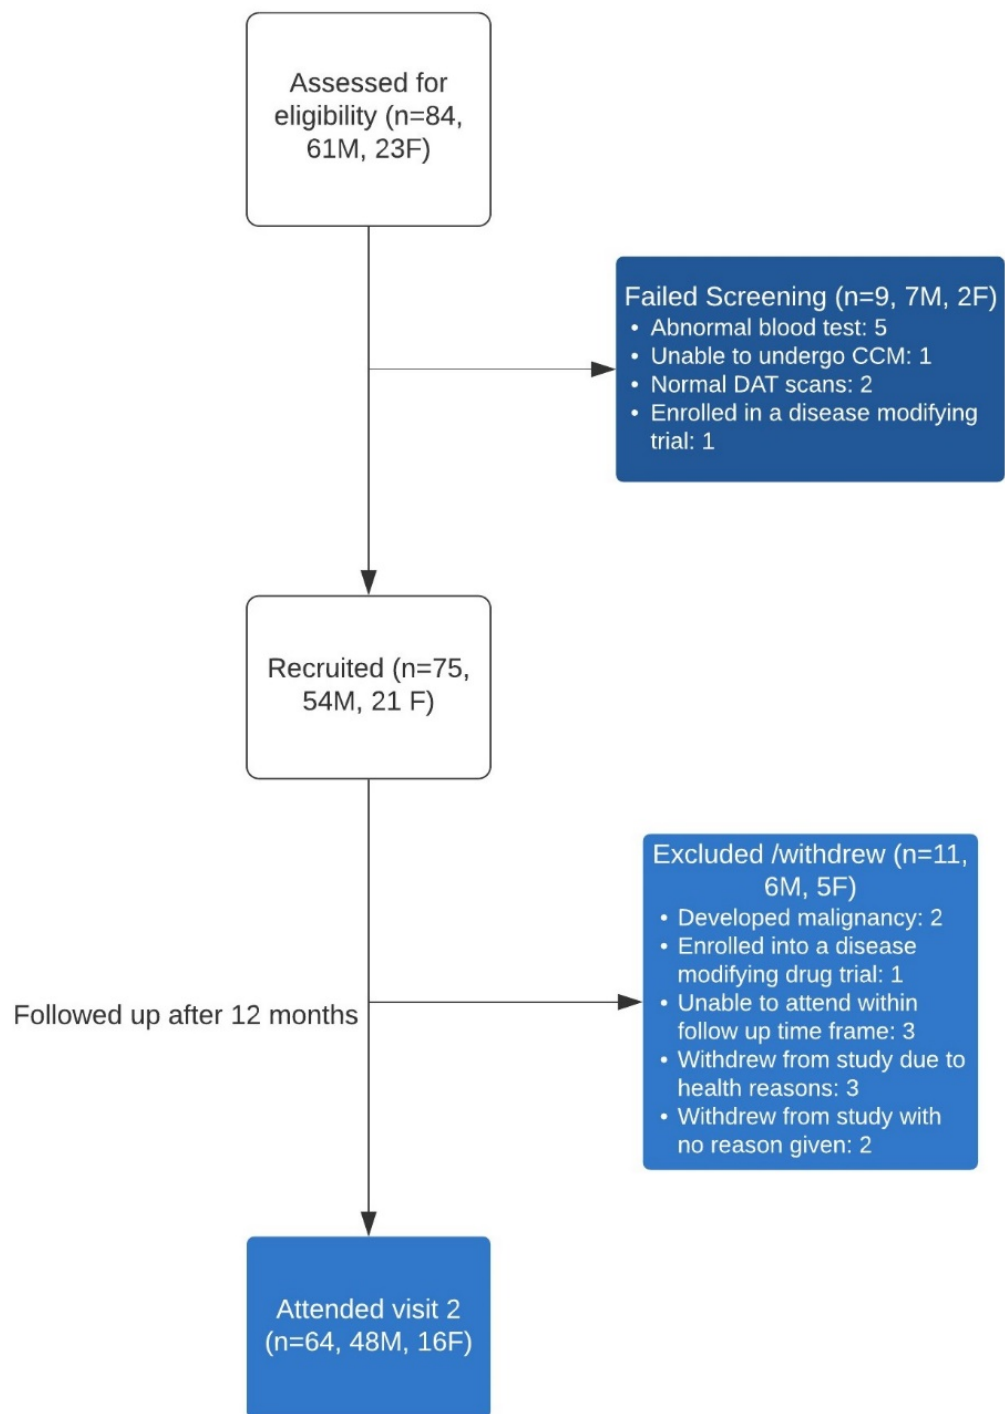 Assessed for
eligibility (n=84,
61M, 23F)
Failed Screening (n=9, 7M, 2F)
• Abnormal blood test: 5
• Unable to undergo CCM: 1
• Normal DAT scans: 2
• Enrolled in a disease modifying
trial: 1
Recruited (n=75,
54M, 21 F)
Excluded /withdrew (n=11,
6M, 5F)
• Developed malignancy: 2
• Enrolled into a disease
modifying drug trial: 1
• Unable to attend within
follow up time frame: 3
• Withdrew from study due to
health reasons: 3
• Withdrew from study with
no reason given: 2
Followed up after 12 months
Attended visit 2
(n=64, 48M, 16F)